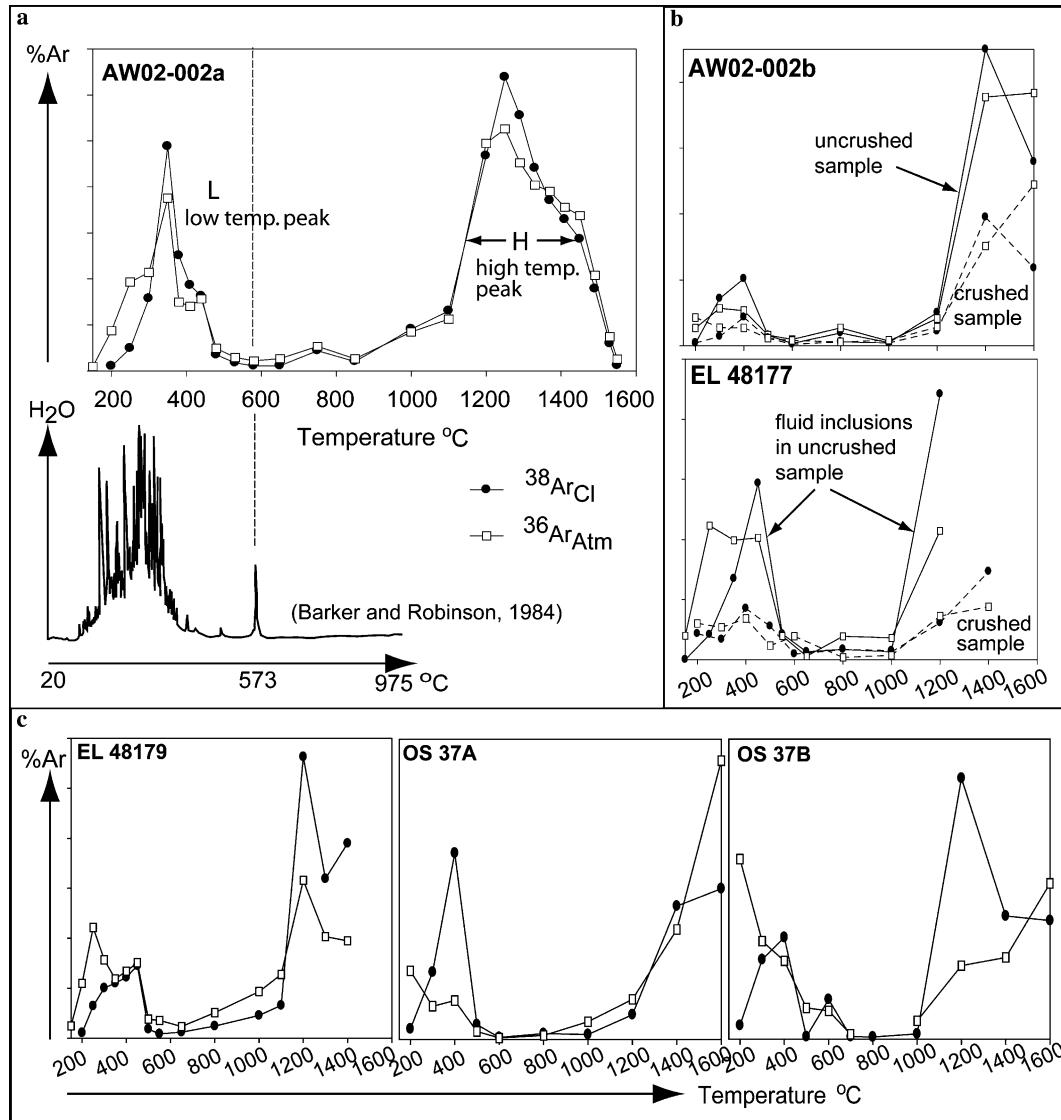 a
%Ar
AW02-002a
L
low temp. peak
H
high temp.
peak
200 400 600 800 1000 1200 1400 1600
Temperature °C
H2O
38ArCl
36ArAtm
(Barker and Robinson, 1984)
20 573 975 °C
b
AW02-002b
uncrushed
sample
crushed
sample
EL 48177
fluid inclusions
in uncrushed
sample
crushed
sample
200 400 600 800 1000 1200 1400 1600
c
%Ar
EL 48179
200 400 600 800 1000 1200 1400 1600
OS 37A
200 400 600 800 1000 1200 1400 1600
OS 37B
200 400 600 800 1000 1200 1400 1600
Temperature °C